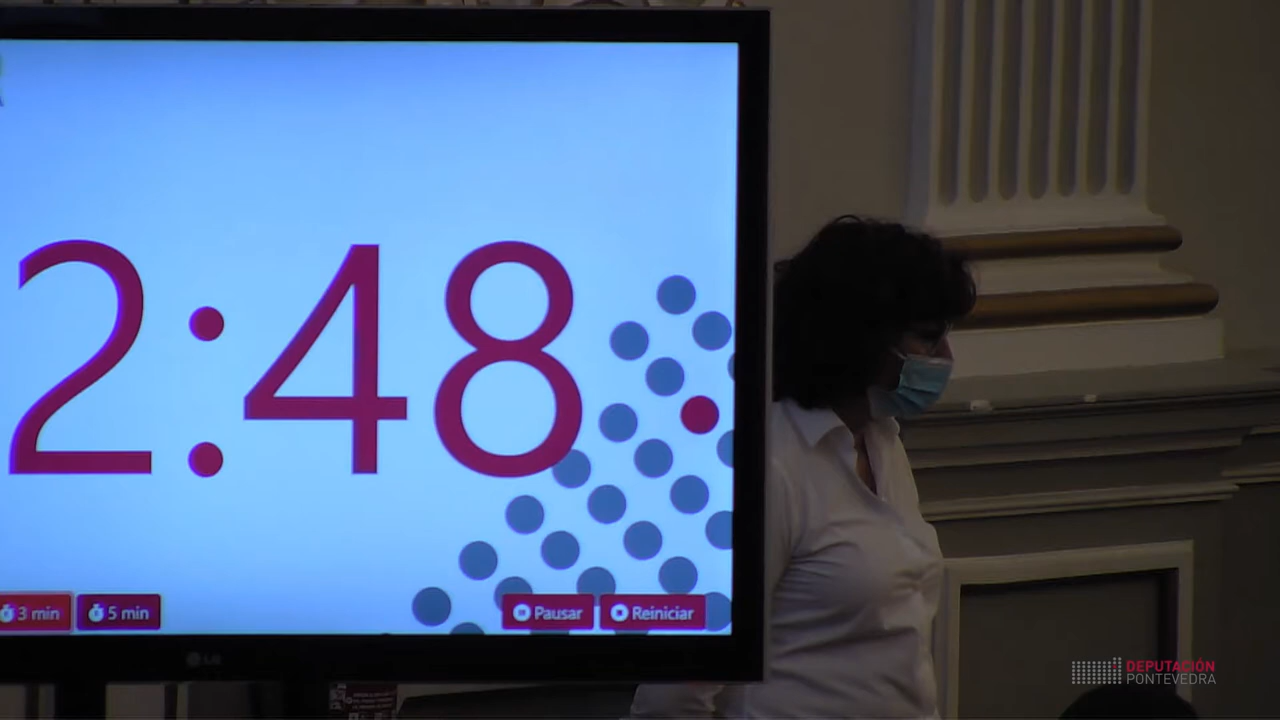 2:48
3 min
5 min
Pausar
Reiniciar
LG
DEPUTACIÓN
PONTEVEDRA